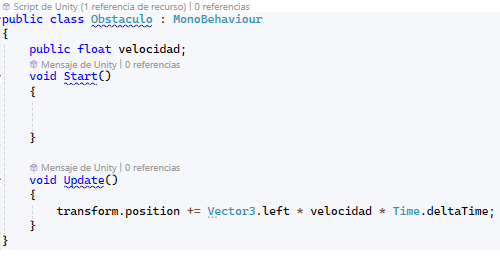 Script de Unity (1 referencia de recurso) | 0 referencias
public class Obstaculo : MonoBehaviour
{
public float velocidad;
Mensaje de Unity | 0 referencias
void Start()
{
}
Mensaje de Unity | 0 referencias
void Update()
{
transform.position += Vector3.left * velocidad * Time.deltaTime;
}
}